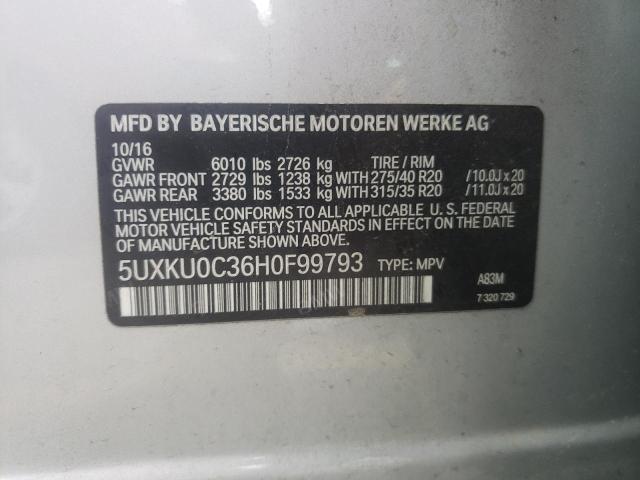 MFD BY BAYERISCHE MOTOREN WERKE AG
10/16
GVWR 6010 lbs 2726 kg TIRE / RIM
GAWR FRONT 2729 lbs 1238 kg WITH 275/40 R20 /10.0J x 20
GAWR REAR 3380 lbs 1533 kg WITH 315/35 R20 /11.0J x 20
THIS VEHICLE CONFORMS TO ALL APPLICABLE U. S. FEDERAL
MOTOR VEHICLE SAFETY STANDARDS IN EFFECT ON THE DATE
OF MANUFACTURE SHOWN ABOVE.
5UXKU0C36H0F99793 TYPE: MPV
A83M
7 320 729